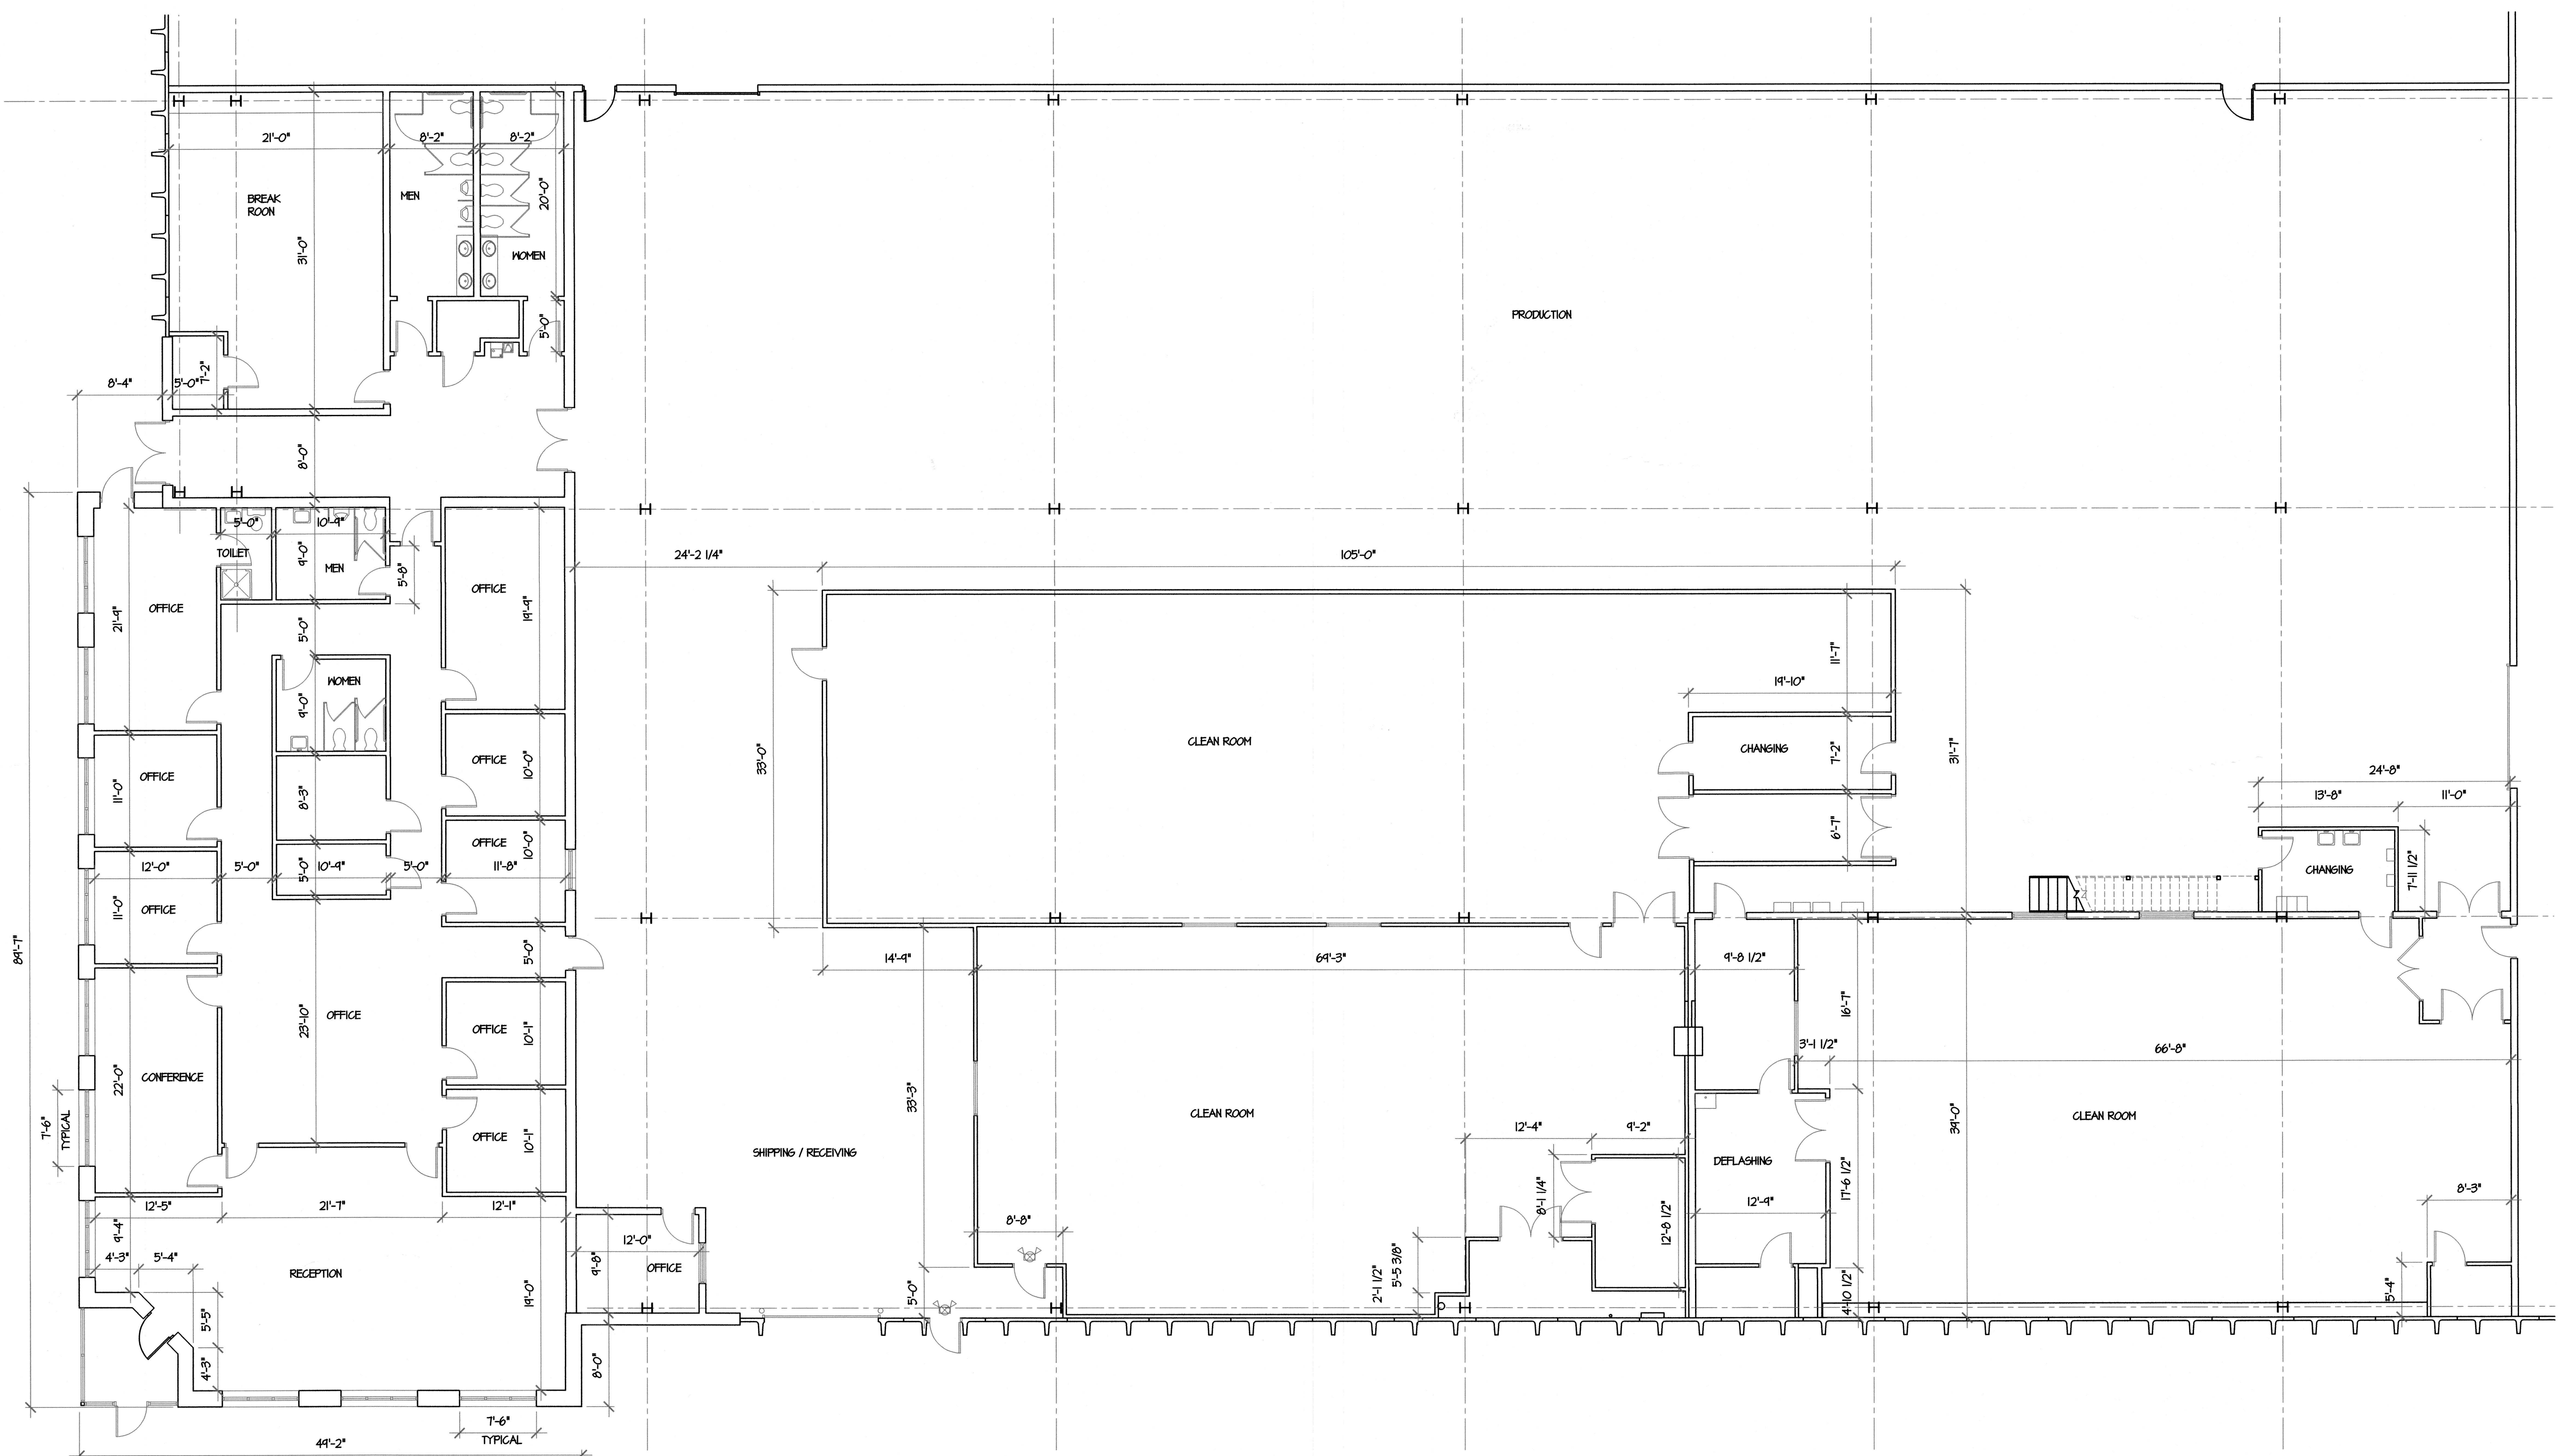 21'-0"
8'-2"
8'-2"
BREAK
ROON
MEN
20'-0"
31'-0"
WOMEN
PRODUCTION
5'-0"
7'-2"
8'-4"
5'-0"
8'-0"
5'-0"
10'-9"
TOILET
9'-0"
MEN
5'-8"
24'-2 1/4"
105'-0"
OFFICE
21'-9"
OFFICE
19'-9"
5'-0"
11'-7"
WOMEN
19'-10"
9'-0"
CLEAN ROOM
CHANGING
7'-2"
31'-7"
33'-0"
OFFICE
10'-0"
OFFICE
11'-0"
24'-8"
13'-8"
11'-0"
8'-3"
6'-7"
OFFICE
10'-0"
12'-0"
5'-0"
5'-0"
10'-9"
5'-0"
11'-8"
CHANGING
7'-11 1/2"
11'-0"
OFFICE
89'-7"
5'-0"
14'-9"
69'-3"
9'-8 1/2"
23'-10"
OFFICE
OFFICE
10'-1"
16'-7"
3'-1 1/2"
66'-8"
22'-0"
CONFERENCE
33'-3"
CLEAN ROOM
39'-0"
CLEAN ROOM
7'-6"
TYPICAL
OFFICE
10'-1"
12'-4"
9'-2"
SHIPPING / RECEIVING
DEFLASHING
17'-6 1/2"
8'-1 1/4"
12'-8 1/2"
12'-9"
8'-3"
12'-5"
21'-7"
12'-1"
9'-4"
8'-8"
12'-0"
4'-3"
5'-4"
RECEPTION
9'-8"
OFFICE
5'-5 3/8"
2'-1 1/2"
19'-0"
5'-0"
4'-10 1/2"
5'-4"
5'-5"
4'-3"
8'-0"
7'-6"
TYPICAL
49'-2"